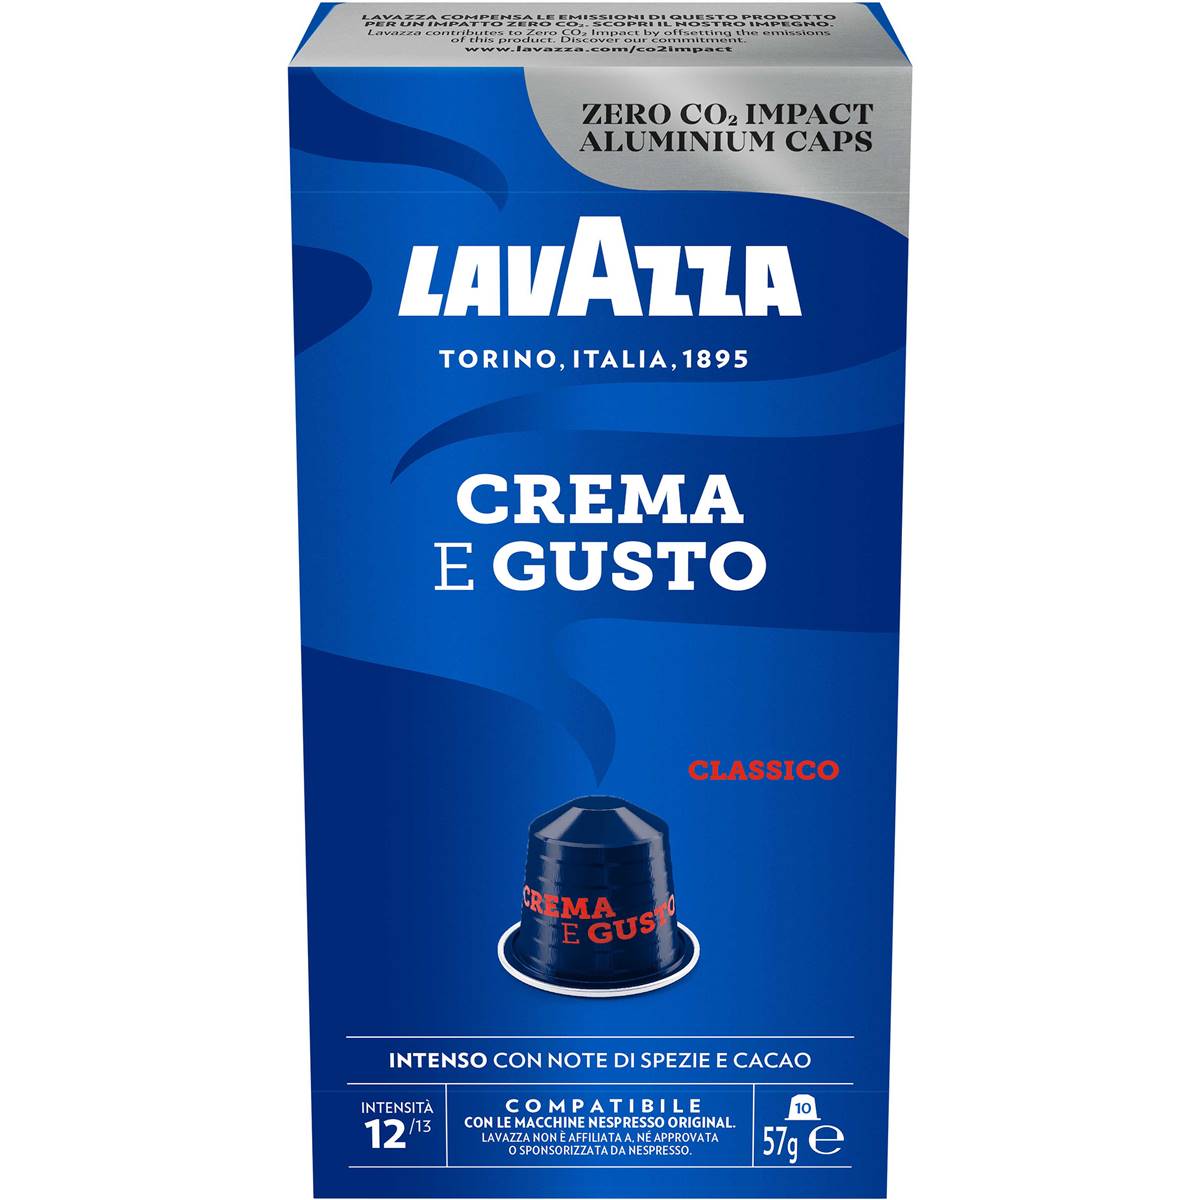 LAVAZZA COMPENSA LE EMISSIONI DI QUESTO PRODOTTO
PER UN IMPATTO ZERO CO₂. SCOPRI IL NOSTRO IMPEGNO.
Lavazza contributes to Zero CO₂ Impact by offsetting the emissions
of this product. Discover our commitment.
www.lavazza.com/co2impact
ZERO CO₂ IMPACT
ALUMINIUM CAPS
LAVAZZA
TORINO, ITALIA, 1895
CREMA
E GUSTO
CLASSICO
CREMA
E GUSTO
INTENSO CON NOTE DI SPEZIE E CACAO
INTENSITÀ
12/13
COMPATIBILE
CON LE MACCHINE NESPRESSO ORIGINAL.
LAVAZZA NON È AFFILIATA A, NÉ APPROVATA
O SPONSORIZZATA DA NESPRESSO.
10
57g ℮